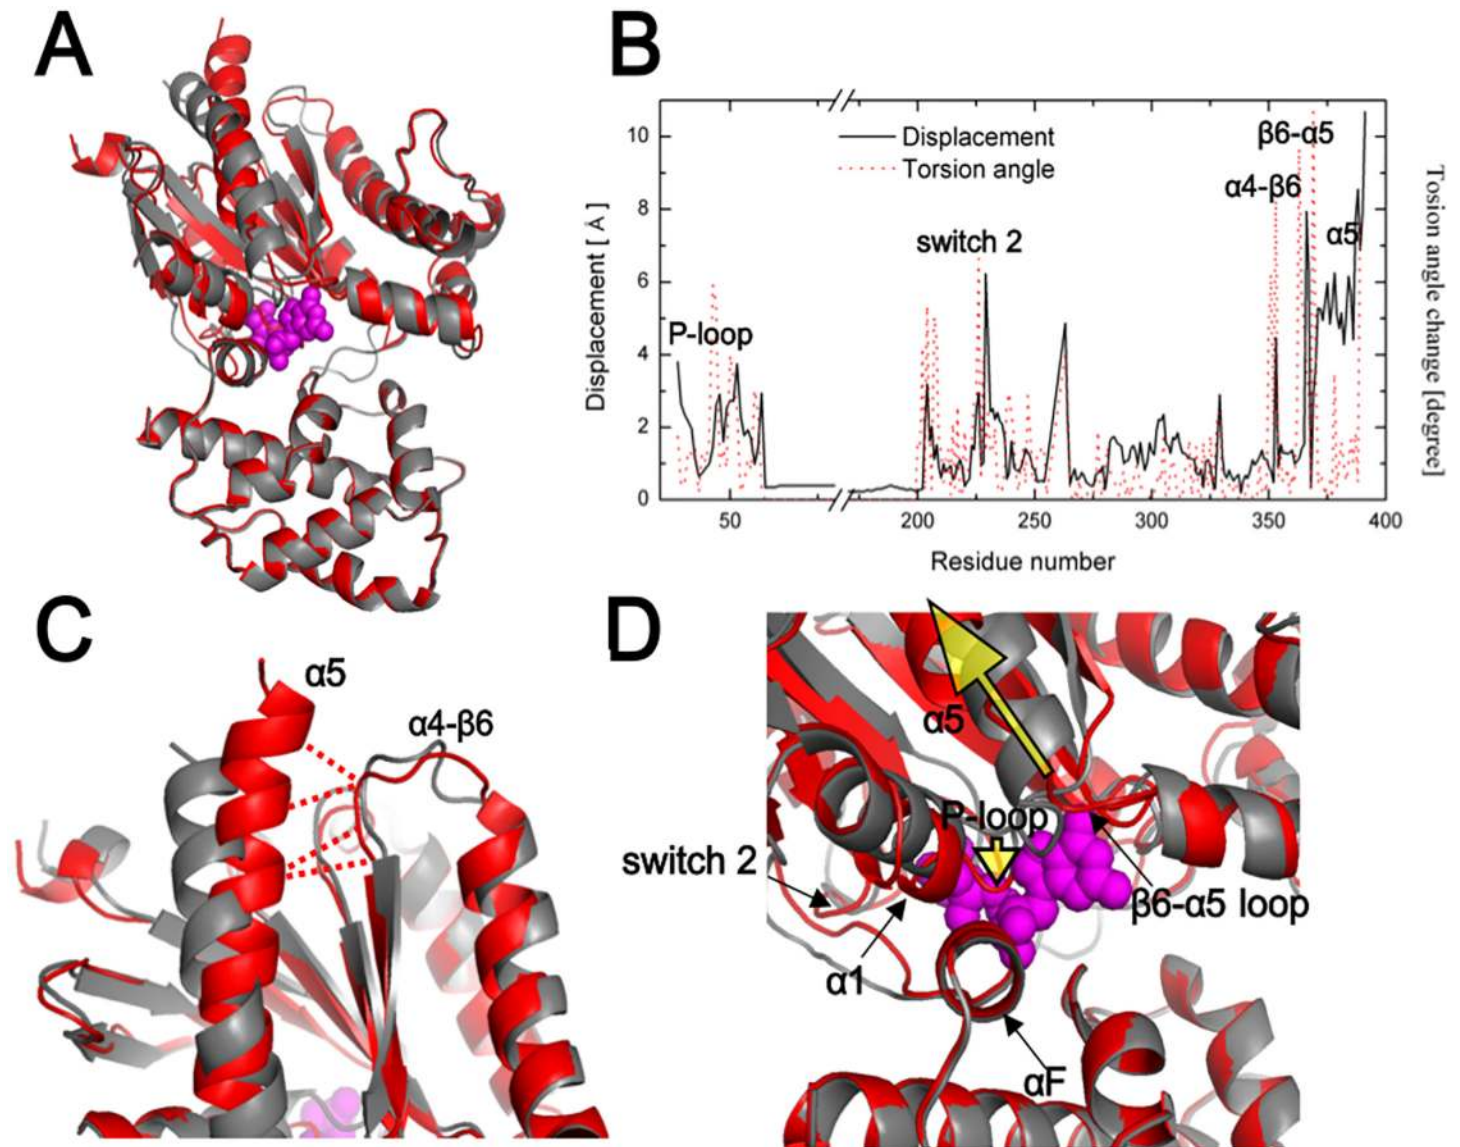 A
B
Displacement
Torsion angle
β6-α5
α4-β6
α5
switch 2
P-loop
Displacement [ Å ]
10
8
6
4
2
0
50
200
250
300
350
400
Residue number
Tosion angle change [degree]
C
α5
α4-β6
D
α5
P-loop
switch 2
β6-α5 loop
α1
αF